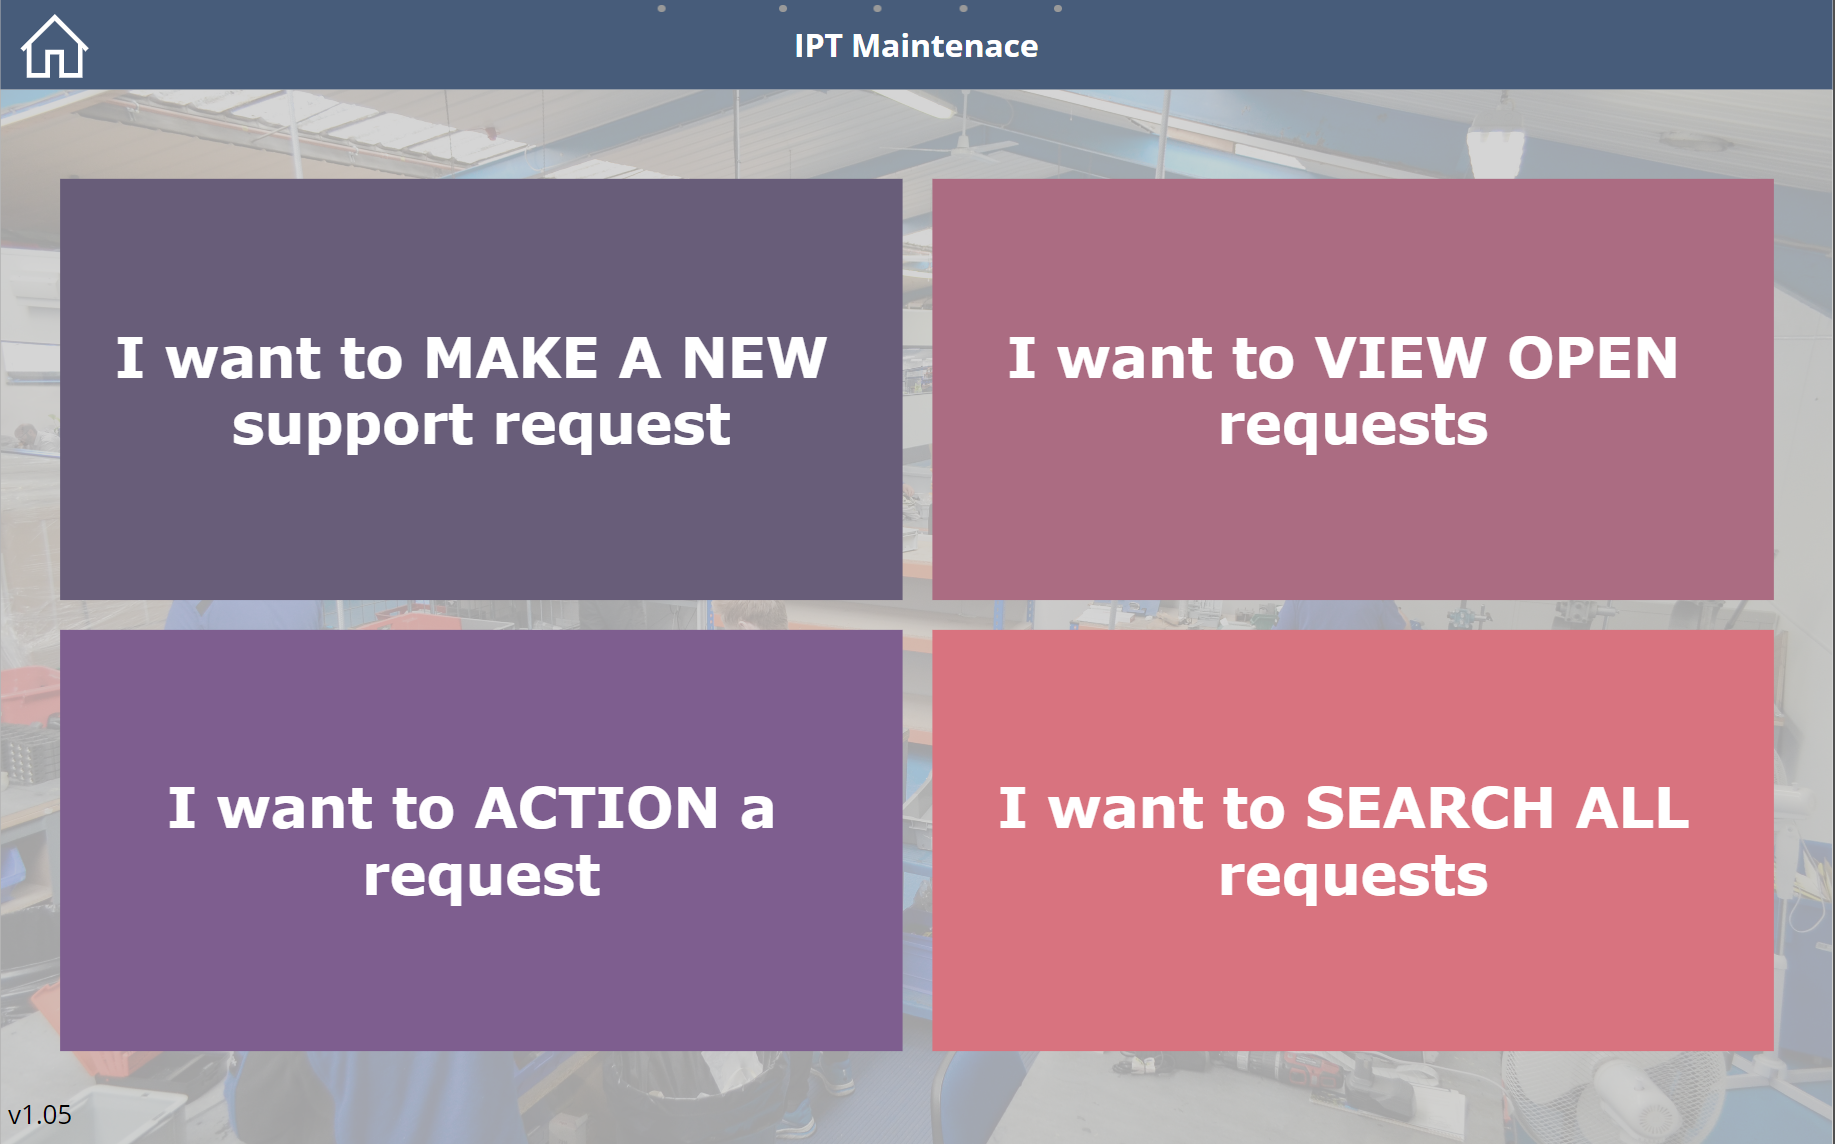 IPT Maintenace
I want to MAKE A NEW
support request
I want to VIEW OPEN
requests
I want to ACTION a
request
I want to SEARCH ALL
requests
v1.05